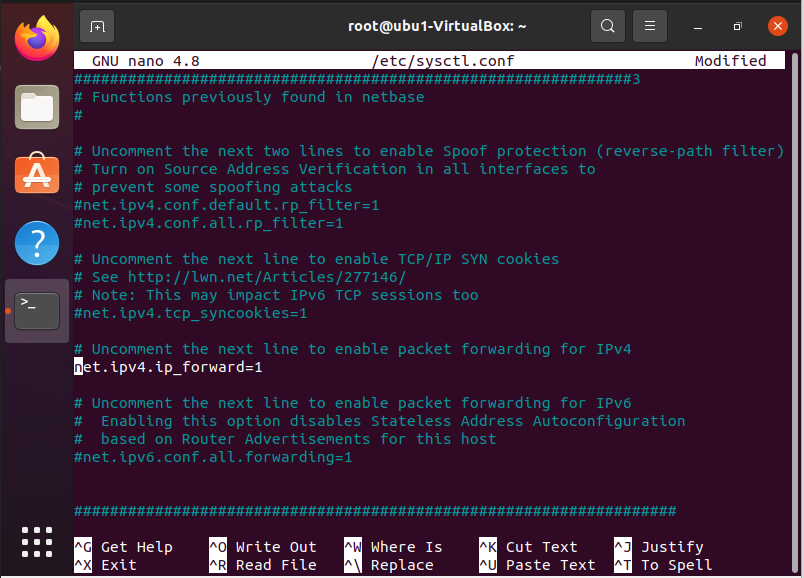 root@ubu1-VirtualBox: ~
GNU nano 4.8 /etc/sysctl.conf Modified
##############################################################3
# Functions previously found in netbase
#
# Uncomment the next two lines to enable Spoof protection (reverse-path filter)
# Turn on Source Address Verification in all interfaces to
# prevent some spoofing attacks
#net.ipv4.conf.default.rp_filter=1
#net.ipv4.conf.all.rp_filter=1
# Uncomment the next line to enable TCP/IP SYN cookies
# See http://lwn.net/Articles/277146/
# Note: This may impact IPv6 TCP sessions too
#net.ipv4.tcp_syncookies=1
# Uncomment the next line to enable packet forwarding for IPv4
net.ipv4.ip_forward=1
# Uncomment the next line to enable packet forwarding for IPv6
#  Enabling this option disables Stateless Address Autoconfiguration
#  based on Router Advertisements for this host
#net.ipv6.conf.all.forwarding=1
###################################################################
^G Get Help ^O Write Out ^W Where Is ^K Cut Text ^J Justify
^X Exit ^R Read File ^\ Replace ^U Paste Text ^T To Spell